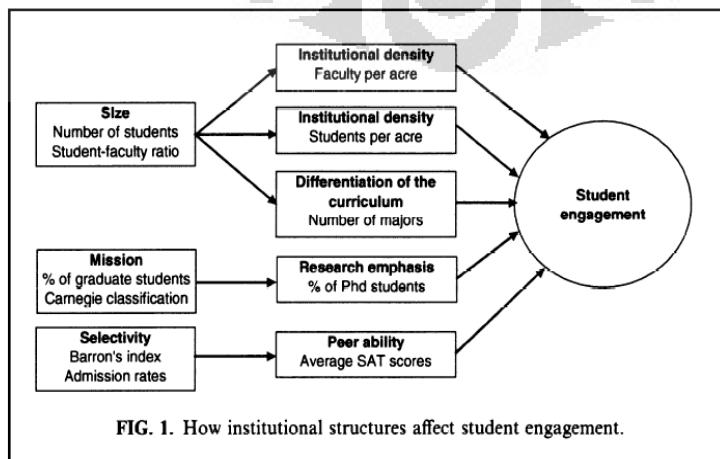 Institutional density
Faculty per acre
Size
Number of students
Student-faculty ratio
Institutional density
Students per acre
Differentiation of the
curriculum
Number of majors
Student
engagement
Mission
% of graduate students
Carnegie classification
Research emphasis
% of Phd students
Selectivity
Barron's index
Admission rates
Peer ability
Average SAT scores
FIG. 1. How institutional structures affect student engagement.